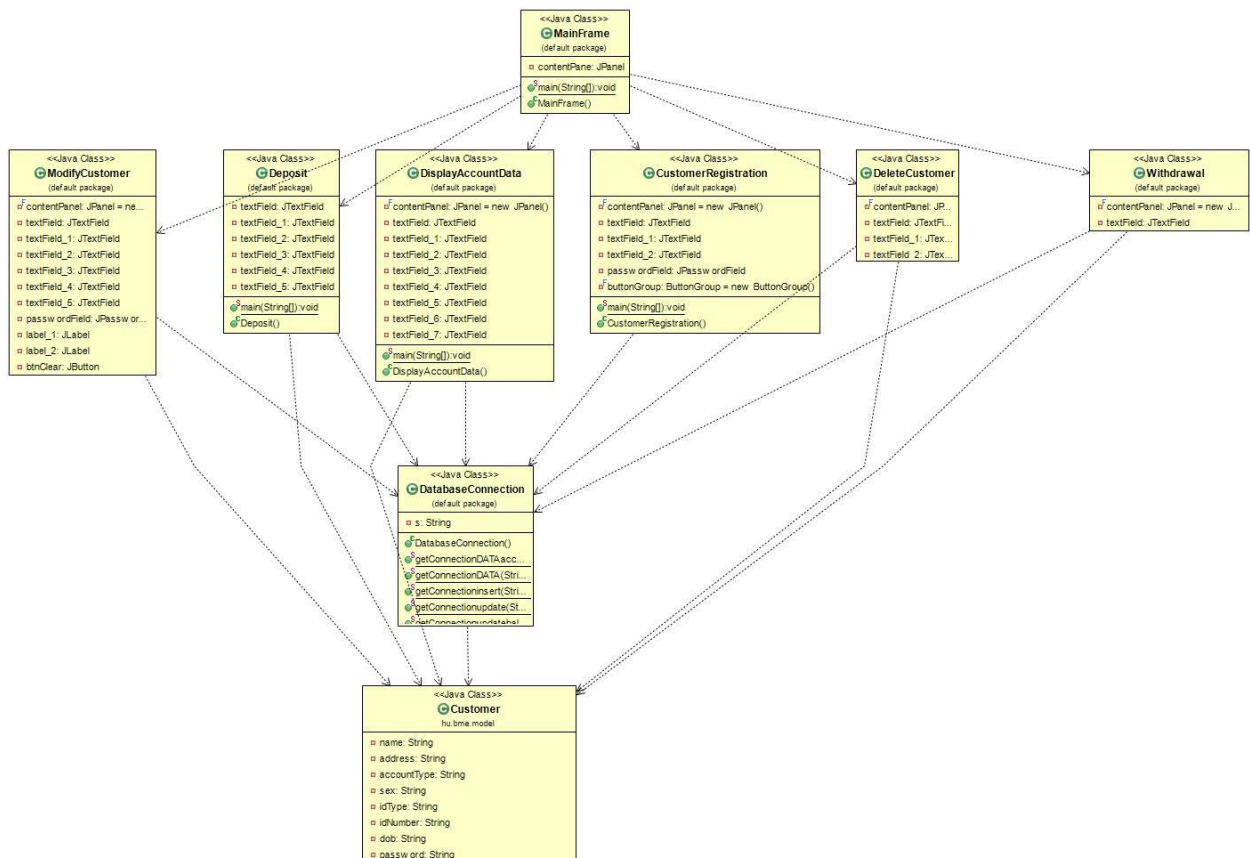 <<Java Class>>
MainFrame
(default package)
contentPane: JPanel
main(String[]):void
MainFrame()
<<Java Class>>
ModifyCustomer
(default package)
contentPanel: JPanel = ne...
textField: JTextField
textField_1: JTextField
textField_2: JTextField
textField_3: JTextField
textField_4: JTextField
textField_5: JTextField
passwordField: JPasswor...
label_1: JLabel
label_2: JLabel
btnClear: JButton
<<Java Class>>
Deposit
(default package)
textField: JTextField
textField_1: JTextField
textField_2: JTextField
textField_3: JTextField
textField_4: JTextField
textField_5: JTextField
main(String[]):void
Deposit()
<<Java Class>>
DisplayAccountData
(default package)
contentPanel: JPanel = new JPanel()
textField: JTextField
textField_1: JTextField
textField_2: JTextField
textField_3: JTextField
textField_4: JTextField
textField_5: JTextField
textField_6: JTextField
textField_7: JTextField
main(String[]):void
DisplayAccountData()
<<Java Class>>
CustomerRegistration
(default package)
contentPanel: JPanel = new JPanel()
textField: JTextField
textField_1: JTextField
textField_2: JTextField
passwordField: JPasswordField
buttonGroup: ButtonGroup = new ButtonGroup()
main(String[]):void
CustomerRegistration()
<<Java Class>>
DeleteCustomer
(default package)
contentPanel: JP...
textField: JTextFi...
textField_1: JTex...
textField_2: JTex...
<<Java Class>>
Withdrawal
(default package)
contentPanel: JPanel = new J...
textField: JTextField
<<Java Class>>
DatabaseConnection
(default package)
s: String
DatabaseConnection()
getConnectionDATAacc...
getConnectionDATA(Stri...
getConnectioninsert(Stri...
getConnectionupdate(St...
getConnectionupdatebal...
<<Java Class>>
Customer
hu.bme.model
name: String
address: String
accountType: String
sex: String
idType: String
idNumber: String
dob: String
password: String